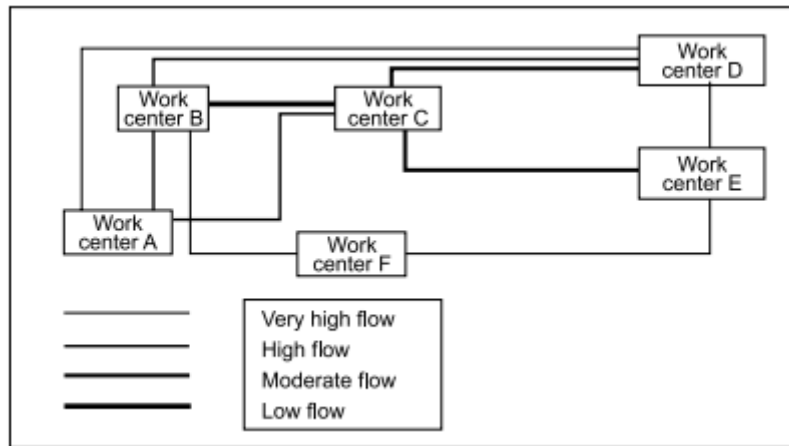 Work
center D
Work
center B
Work
center C
Work
center E
Work
center A
Work
center F
Very high flow
High flow
Moderate flow
Low flow